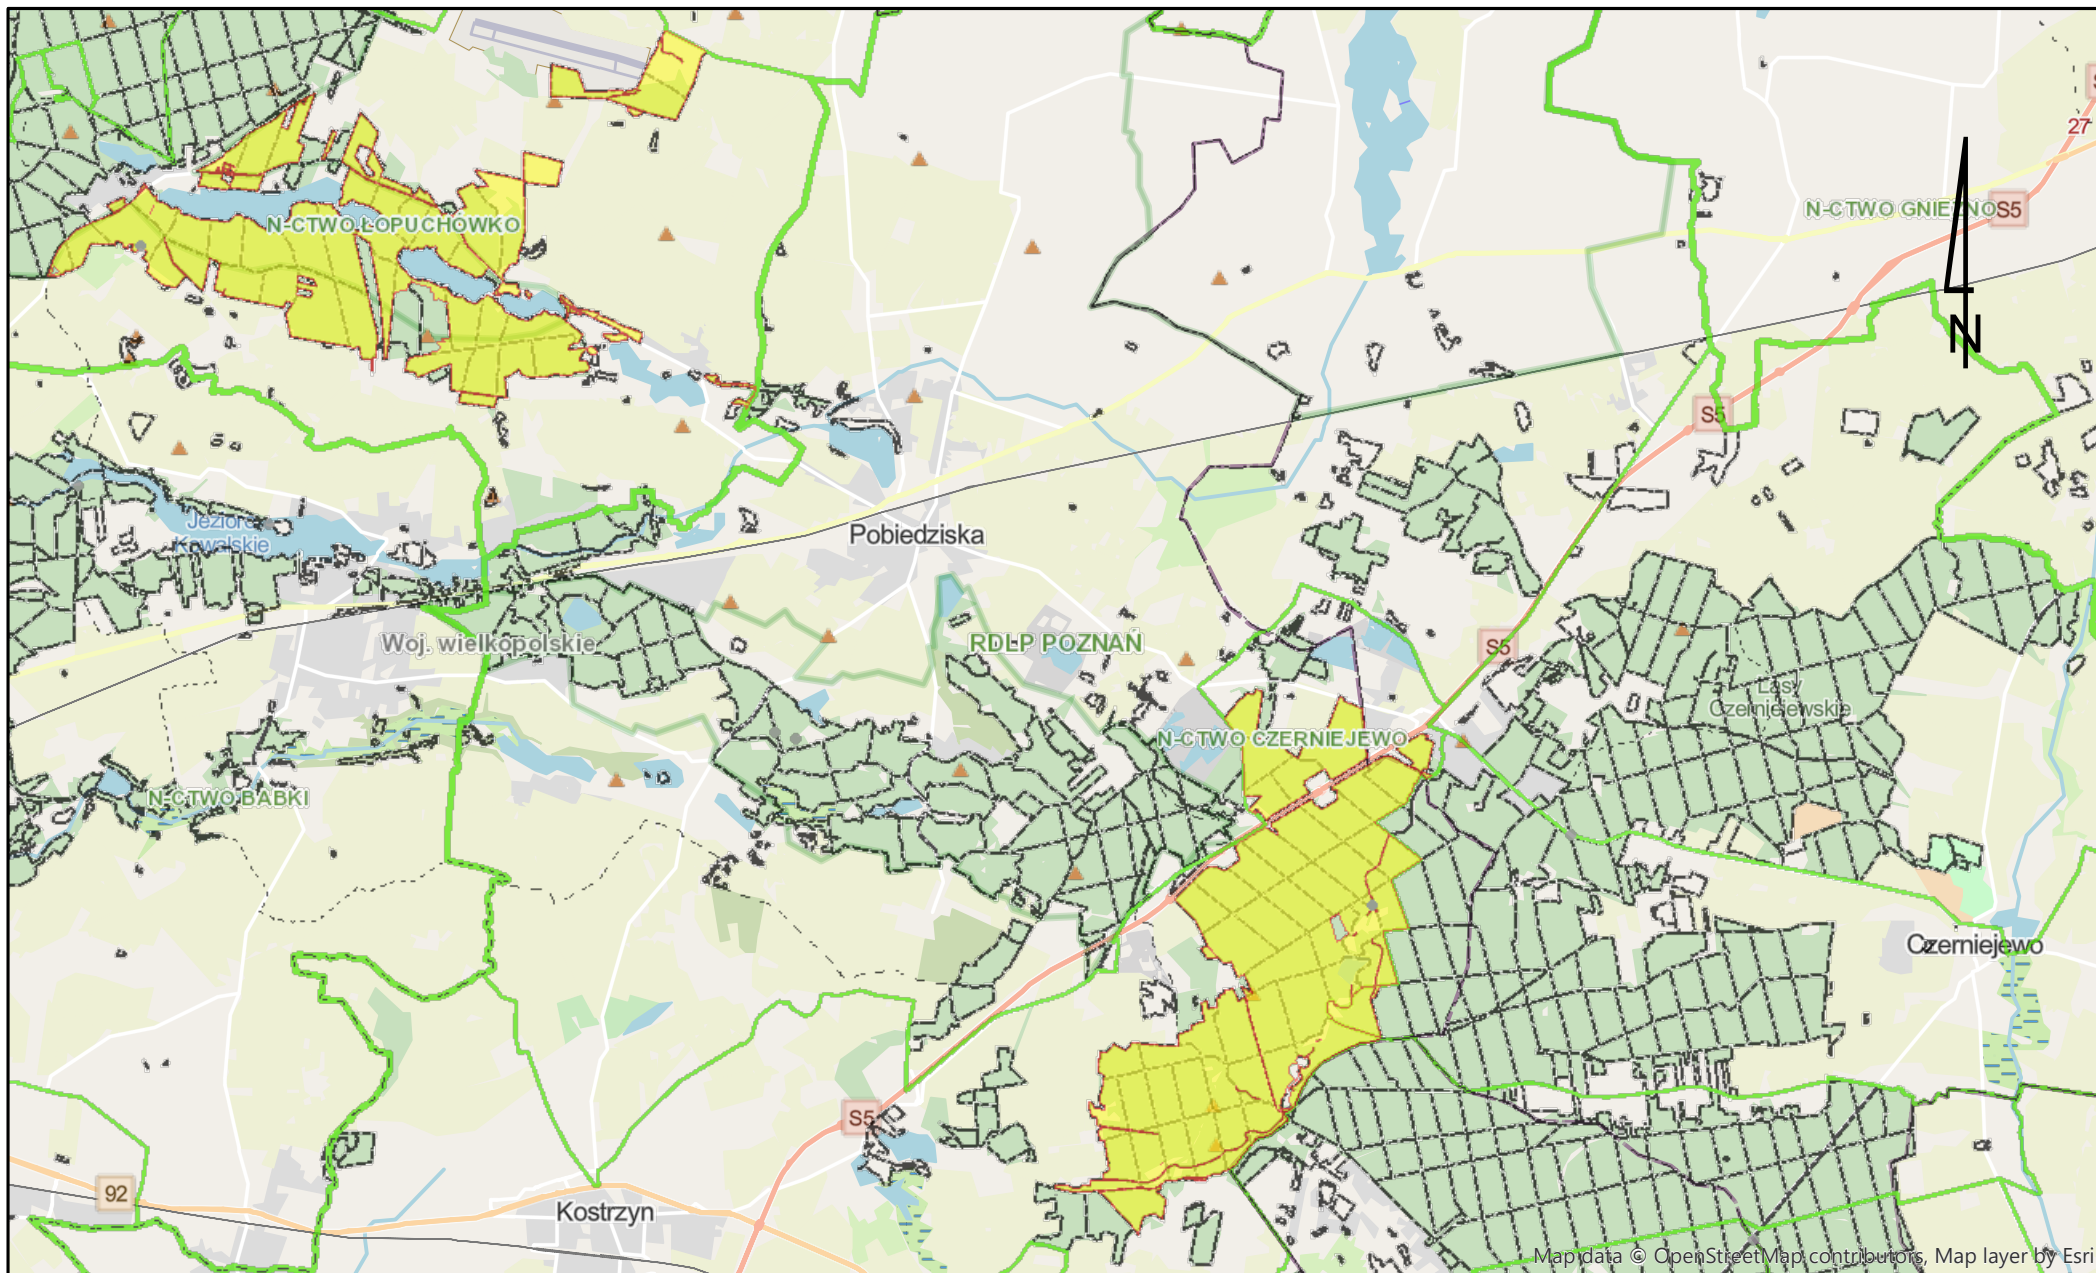 27
N-CTWO GNIEZNO
S5
N-CTWO ŁOPUCHÓWKO
N
S5
Jezioro
Kowalskie
Pobiedziska
Woj. wielkopolskie
RDLP POZNAŃ
S5
Lasy
Czerniejewskie
N-CTWO CZERNIEJEWO
N-CTWO BABKI
Czerniejewo
S5
92
Kostrzyn
Map data © OpenStreetMap contributors, Map layer by Esri